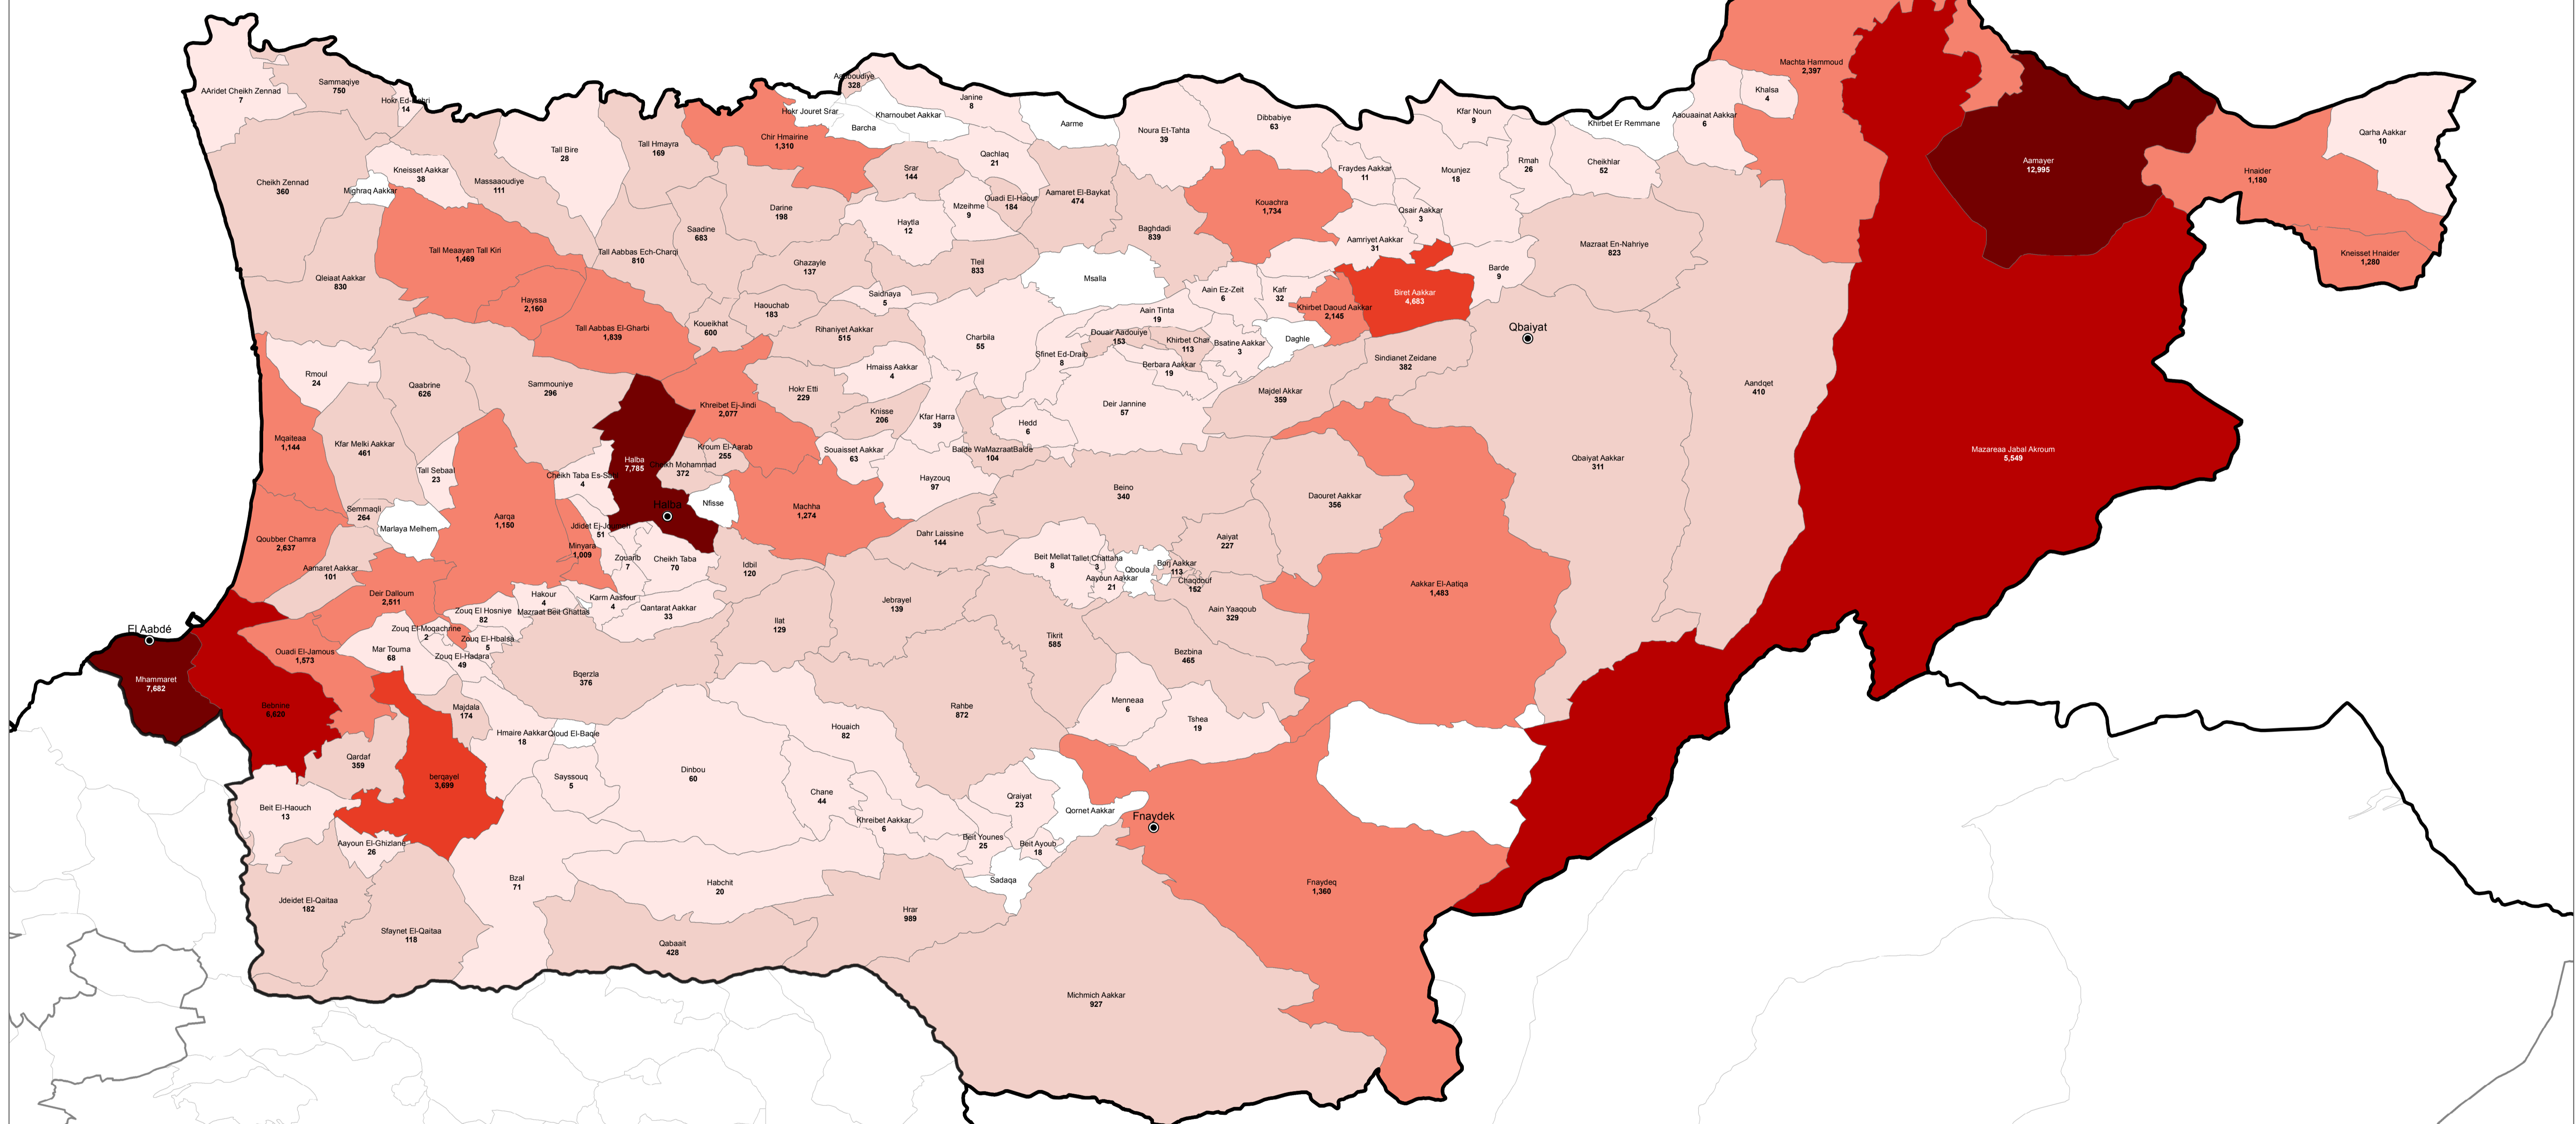 Machta Hammoud
2,397
Aaouainat Aakkar
6
Khalsa
4
Aamayer
12,995
Hnaider
1,180
Qarha Aakkar
10
Kneisset Hnaider
1,280
Mazareaa Jabal Akroum
5,549
AAridet Cheikh Zennad
7
Sammaqiye
750
14
Cheikh Zennad
360
Mighraq Aakkar
Kneisset Aakkar
38
Massaaoudiye
111
Tall Bire
28
Tall Hmayra
169
Chir Hmairine
1,310
Hokr Jouret Srar
328
Barcha
Kharnoubet Aakkar
Janine
8
Aarme
Noura Et-Tahta
39
Dibbabiye
63
Kfar Noun
9
Khirbet Er Remmane
Fraydes Aakkar
11
Mounjez
18
Rmah
26
Cheikhlar
52
Srar
144
Qachlaq
21
Mzeihme
9
Ouadi El-Haour
184
Aamaret El-Baykat
474
Kouachra
1,734
Qsair Aakkar
3
Haytla
12
Darine
198
Saadine
683
Tall Aabbas Ech-Charqi
810
Tall Meaayan Tall Kiri
1,469
Qleiaat Aakkar
830
Hayssa
2,160
Tall Aabbas El-Gharbi
1,839
Koueikhat
600
Haouchab
183
Ghazayle
137
Saidnaya
5
Tleil
833
Msalla
Baghdadi
839
Aamriyet Aakkar
31
Biret Aakkar
4,683
Barde
9
Mazraat En-Nahriye
823
Aain Ez-Zeit
6
Kafr
32
Khirbet Daoud Aakkar
2,145
Qbaiyat
Rihaniyet Aakkar
515
Charbila
55
Aain Tinta
19
Douair Aadouiye
153
Khirbet Char
113
Bsatine Aakkar
3
Daghle
Sfinet Ed-Draib
8
Berbara Aakkar
19
Sindianet Zeidane
382
Majdel Akkar
359
Aandqet
410
Rmoul
24
Qaabrine
626
Sammouniye
296
Hmaiss Aakkar
4
Hokr Etti
229
Knisse
206
Kfar Harra
39
Khreibet Ej-Jindi
2,077
Deir Jannine
57
Hedd
6
Mqaiteaa
1,144
Kfar Melki Aakkar
461
Tall Sebaal
23
Halba
7,785
Kroum El-Aarab
255
Cheikh Mohammad
372
Souaisset Aakkar
63
Balde WaMazraatBalde
104
Qbaiyat Aakkar
311
4
Hayzouq
97
Beino
340
Daouret Aakkar
356
Semmaqli
264
Marlaya Melhem
Aarqa
1,150
Halba
Nfisse
Machha
1,274
51
Minyara
1,009
Zouarib
7
Cheikh Taba
70
Idbil
120
Dahr Laissine
144
Aaiyat
227
Qoubber Chamra
2,637
Aamaret Aakkar
101
Deir Dalloum
2,511
Beit Mellat
8
Tallet Chattaha
3
Qboula
Borj Aakkar
113
Chaqdouf
152
Aayoun Aakkar
21
Aakkar El-Aatiqa
1,483
Zouq El Hosniye
82
Hakour
4
Mazraat Beit Ghattas
Karm Aasfour
4
Qantarat Aakkar
33
Jebrayel
139
Aain Yaaqoub
329
El Aabdé
Zouq El-Moqachrine
2
Zouq El-Hbalsa
5
Ilat
129
Tikrit
585
Bezbina
465
Ouadi El-Jamous
1,573
Mar Touma
68
Zouq El-Hadara
49
Bqerzla
376
Mhammaret
7,682
Bebnine
6,620
Majdala
174
Rahbe
872
Menneaa
6
Tshea
19
Hmaire Aakkar
18
Qloud El-Baqie
Houaich
82
Qardaf
359
berqayel
3,699
Sayssouq
5
Dinbou
60
Chane
44
Qraiyat
23
Qornet Aakkar
Fnaydek
Beit El-Haouch
13
Khreibet Aakkar
6
Beit Younes
25
Beit Ayoub
18
Aayoun El-Ghizlane
26
Bzal
71
Habchit
20
Sadaqa
Fnaydeq
1,360
Jdeidet El-Qaitaa
182
Sfaynet El-Qaitaa
118
Hrar
989
Qabaait
428
Michmich Aakkar
927